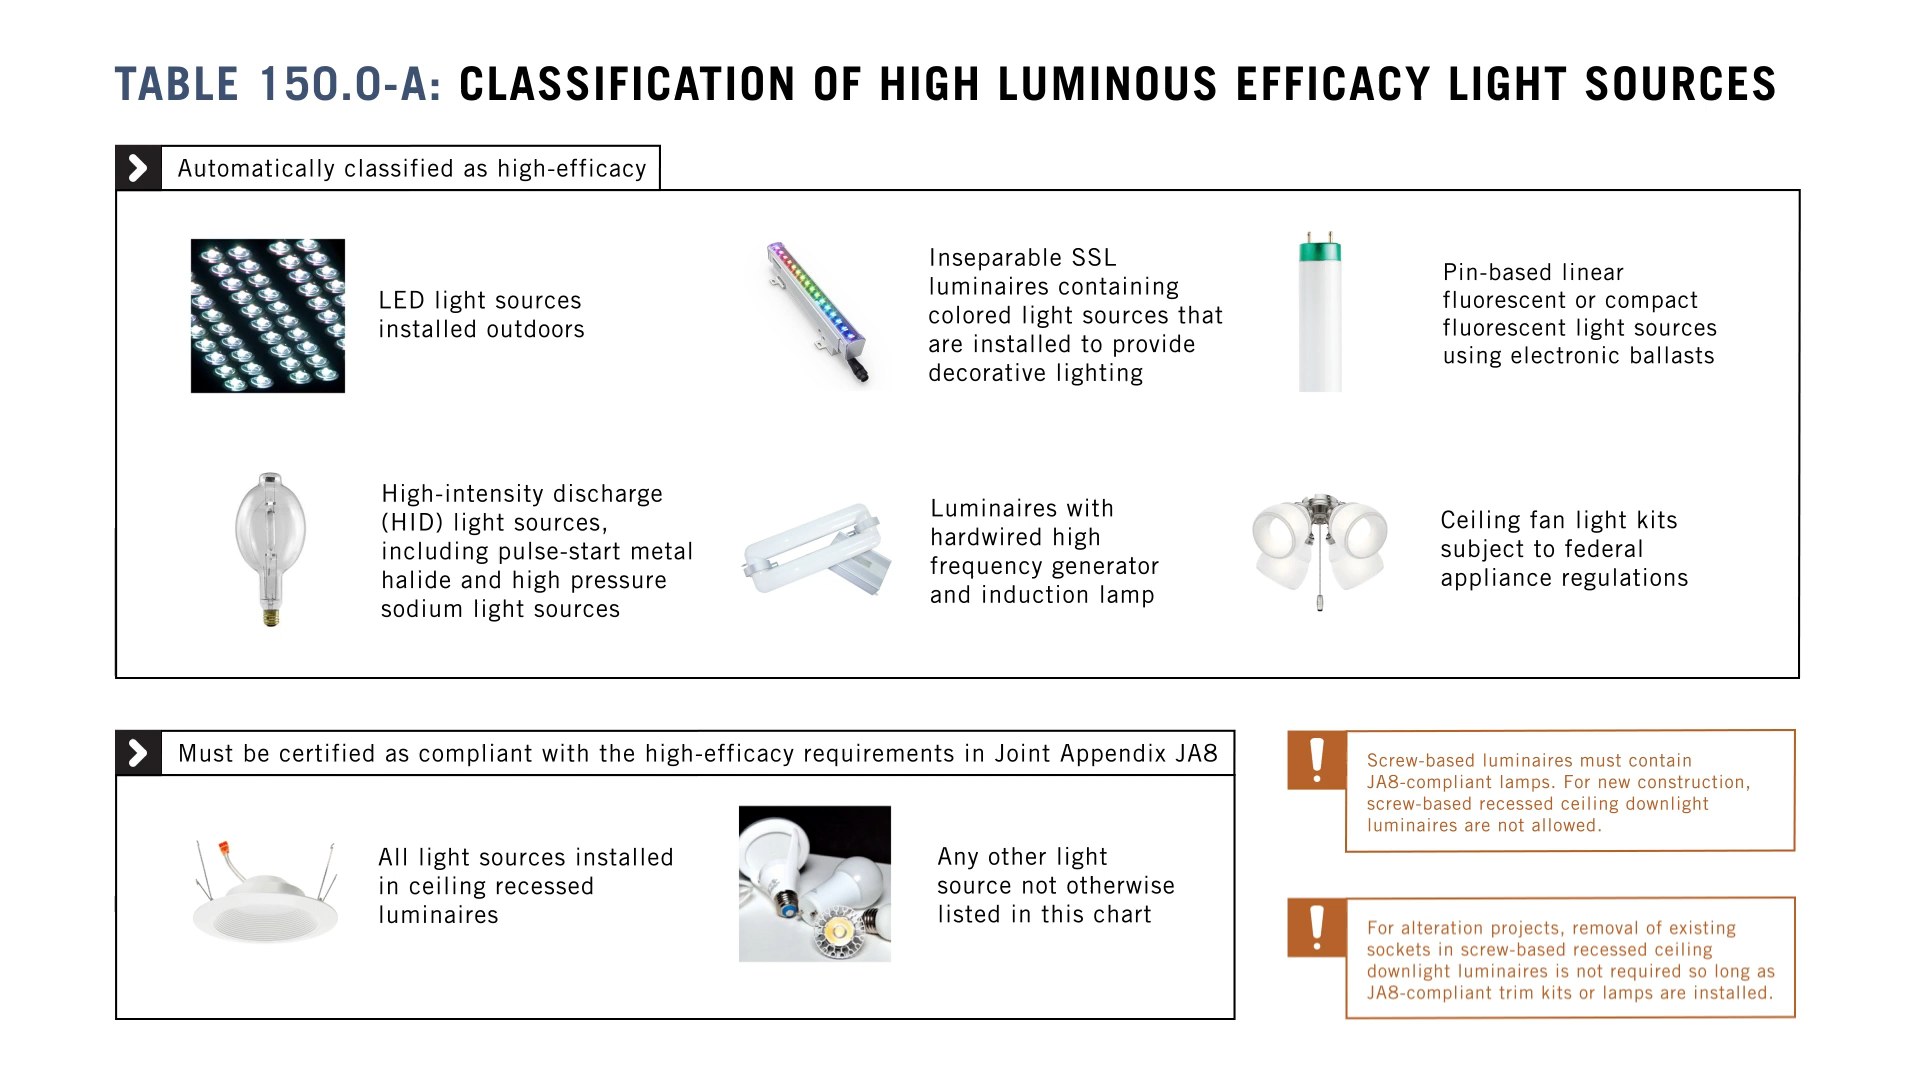 TABLE 150.0-A: CLASSIFICATION OF HIGH LUMINOUS EFFICACY LIGHT SOURCES
Automatically classified as high-efficacy
LED light sources
installed outdoors
Inseparable SSL
luminaires containing
colored light sources that
are installed to provide
decorative lighting
Pin-based linear
fluorescent or compact
fluorescent light sources
using electronic ballasts
High-intensity discharge
(HID) light sources,
including pulse-start metal
halide and high pressure
sodium light sources
Luminaires with
hardwired high
frequency generator
and induction lamp
Ceiling fan light kits
subject to federal
appliance regulations
Must be certified as compliant with the high-efficacy requirements in Joint Appendix JA8
All light sources installed
in ceiling recessed
luminaires
Any other light
source not otherwise
listed in this chart
!
Screw-based luminaires must contain
JA8-compliant lamps. For new construction,
screw-based recessed ceiling downlight
luminaires are not allowed.
!
For alteration projects, removal of existing
sockets in screw-based recessed ceiling
downlight luminaires is not required so long as
JA8-compliant trim kits or lamps are installed.